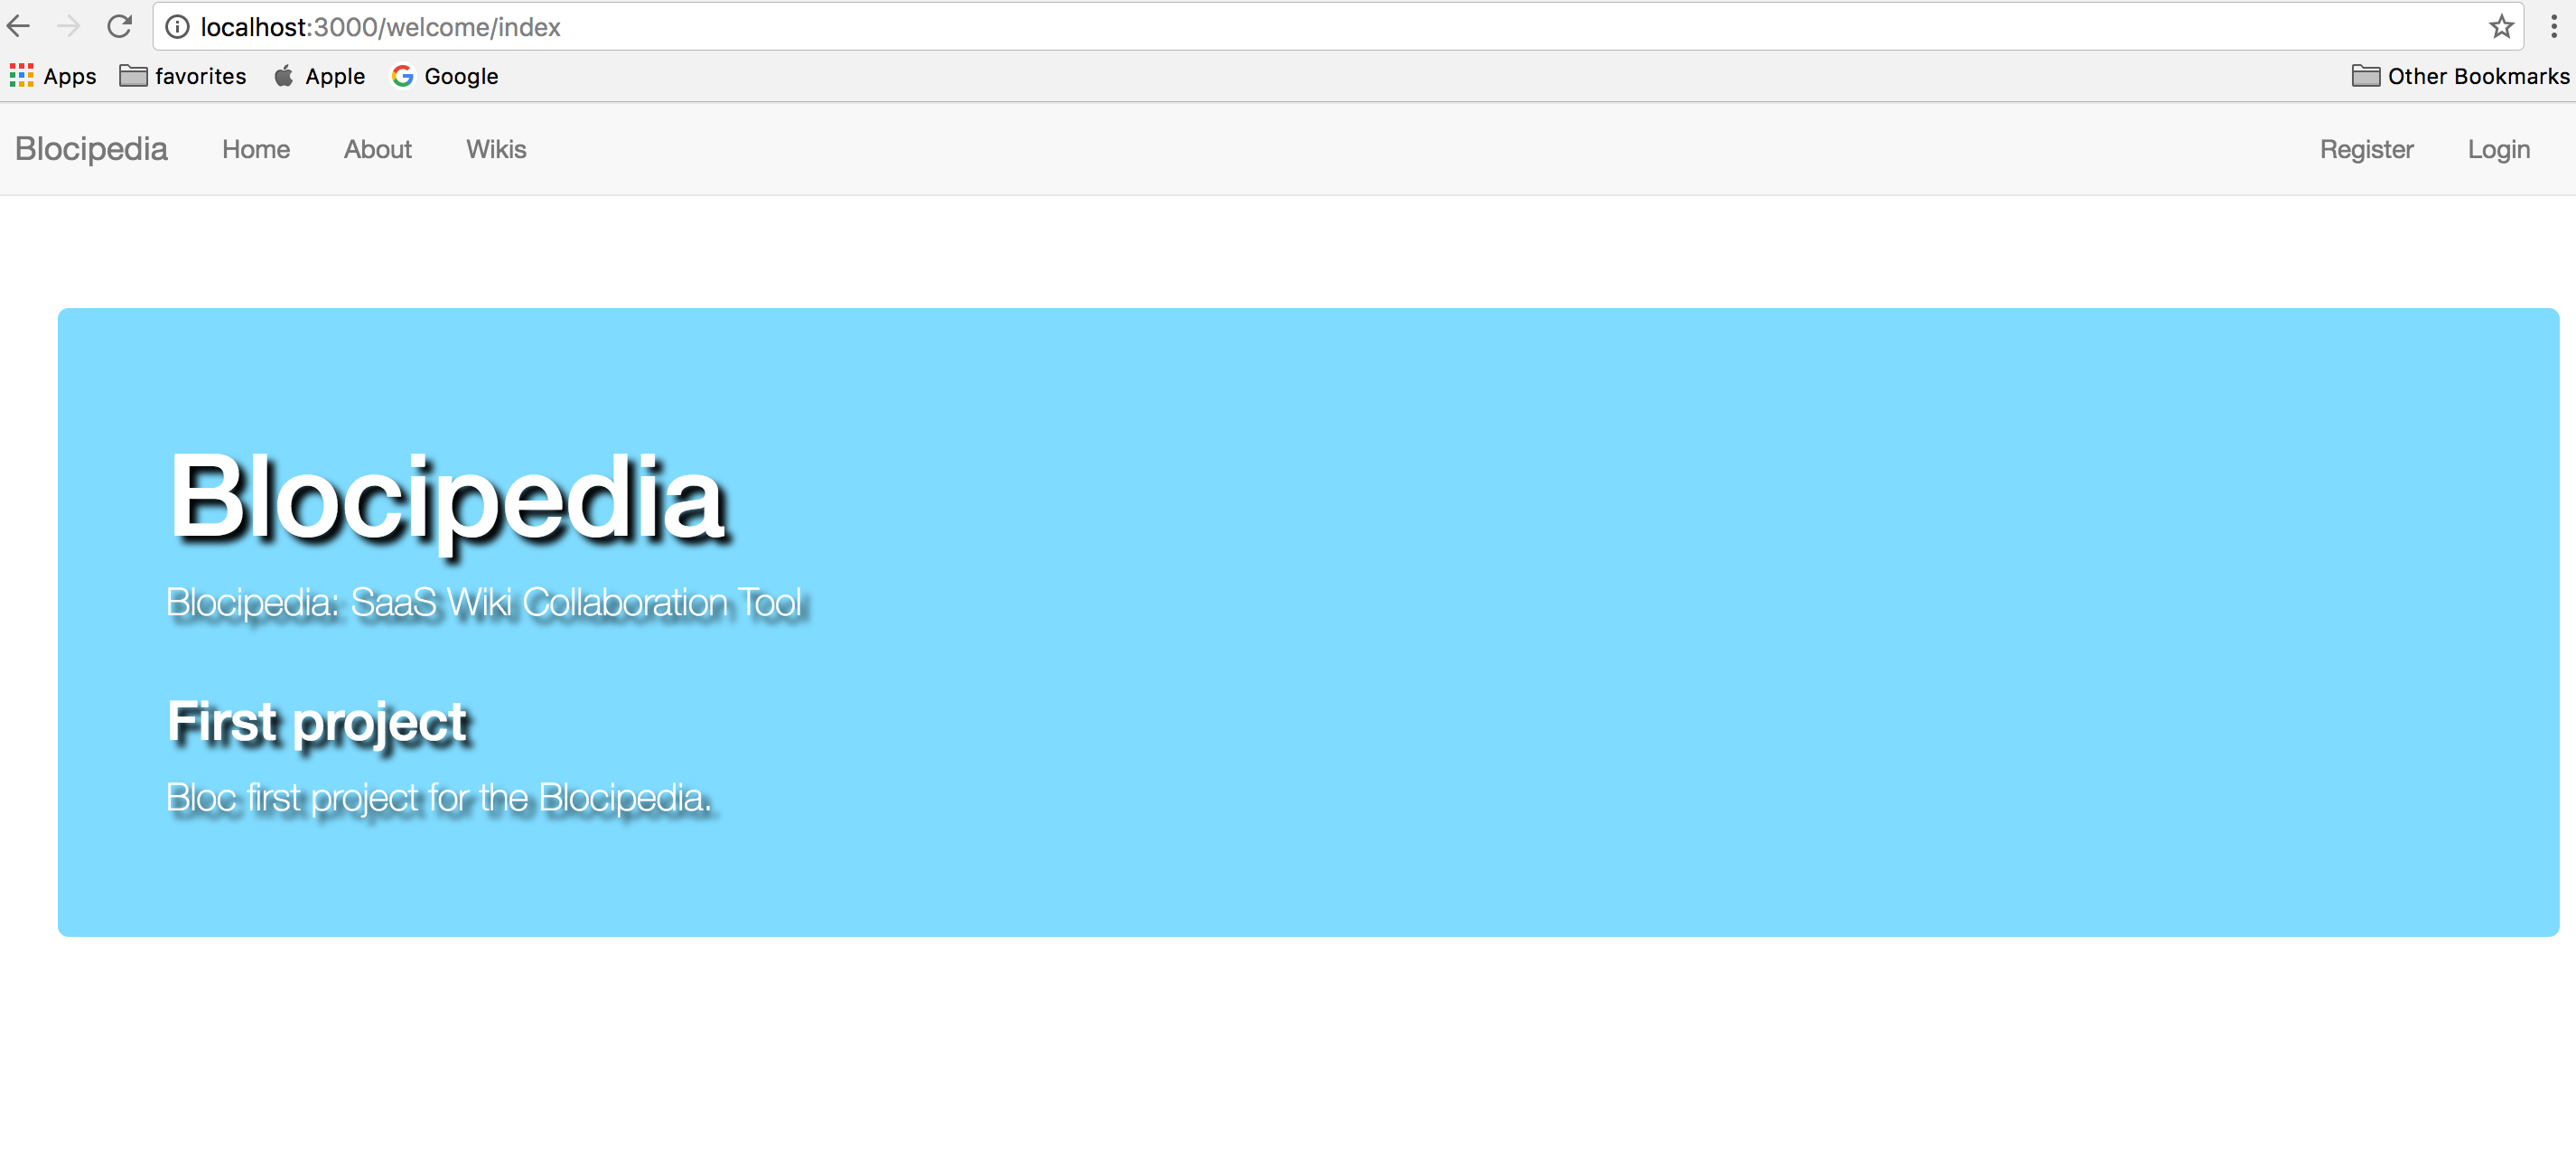 localhost:3000/welcome/index
Apps favorites Apple Google Other Bookmarks
Blocipedia Home About Wikis Register Login
Blocipedia
Blocipedia: SaaS Wiki Collaboration Tool
First project
Bloc first project for the Blocipedia.